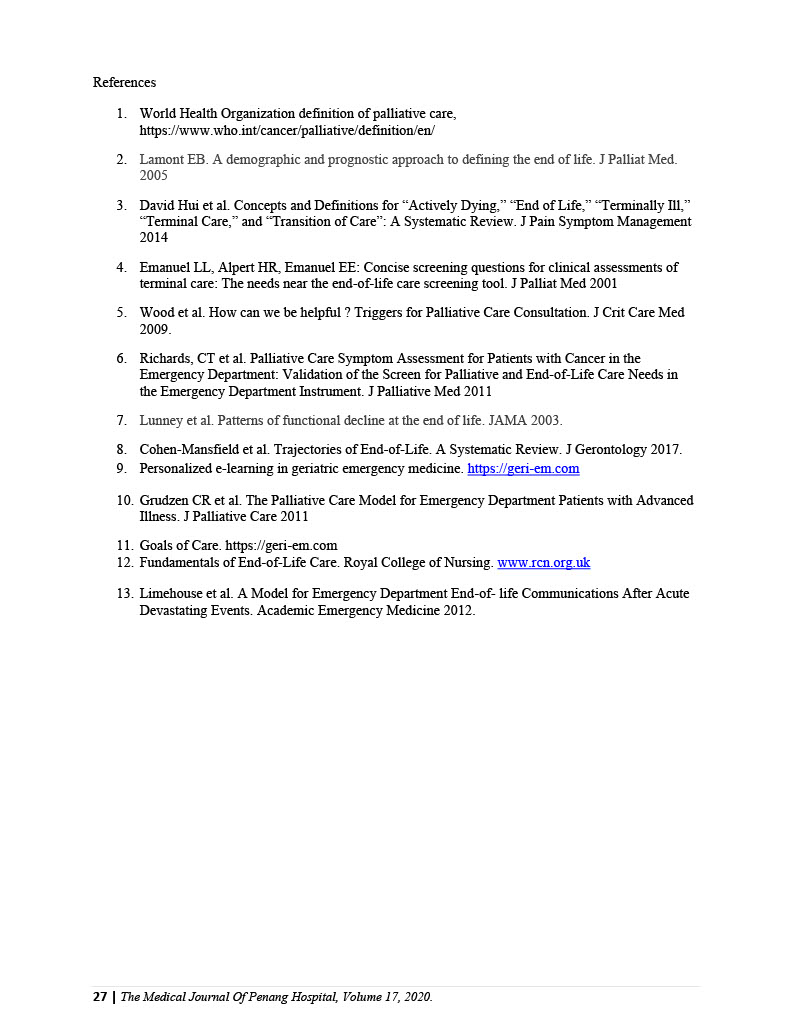 References
1. World Health Organization definition of palliative care,
https://www.who.int/cancer/palliative/definition/en/
2. Lamont EB. A demographic and prognostic approach to defining the end of life. J Palliat Med.
2005
3. David Hui et al. Concepts and Definitions for “Actively Dying,” “End of Life,” “Terminally Ill,”
“Terminal Care,” and “Transition of Care”: A Systematic Review. J Pain Symptom Management
2014
4. Emanuel LL, Alpert HR, Emanuel EE: Concise screening questions for clinical assessments of
terminal care: The needs near the end-of-life care screening tool. J Palliat Med 2001
5. Wood et al. How can we be helpful ? Triggers for Palliative Care Consultation. J Crit Care Med
2009.
6. Richards, CT et al. Palliative Care Symptom Assessment for Patients with Cancer in the
Emergency Department: Validation of the Screen for Palliative and End-of-Life Care Needs in
the Emergency Department Instrument. J Palliative Med 2011
7. Lunney et al. Patterns of functional decline at the end of life. JAMA 2003.
8. Cohen-Mansfield et al. Trajectories of End-of-Life. A Systematic Review. J Gerontology 2017.
9. Personalized e-learning in geriatric emergency medicine. https://geri-em.com
10. Grudzen CR et al. The Palliative Care Model for Emergency Department Patients with Advanced
Illness. J Palliative Care 2011
11. Goals of Care. https://geri-em.com
12. Fundamentals of End-of-Life Care. Royal College of Nursing. www.rcn.org.uk
13. Limehouse et al. A Model for Emergency Department End-of- life Communications After Acute
Devastating Events. Academic Emergency Medicine 2012.
27 | The Medical Journal Of Penang Hospital, Volume 17, 2020.